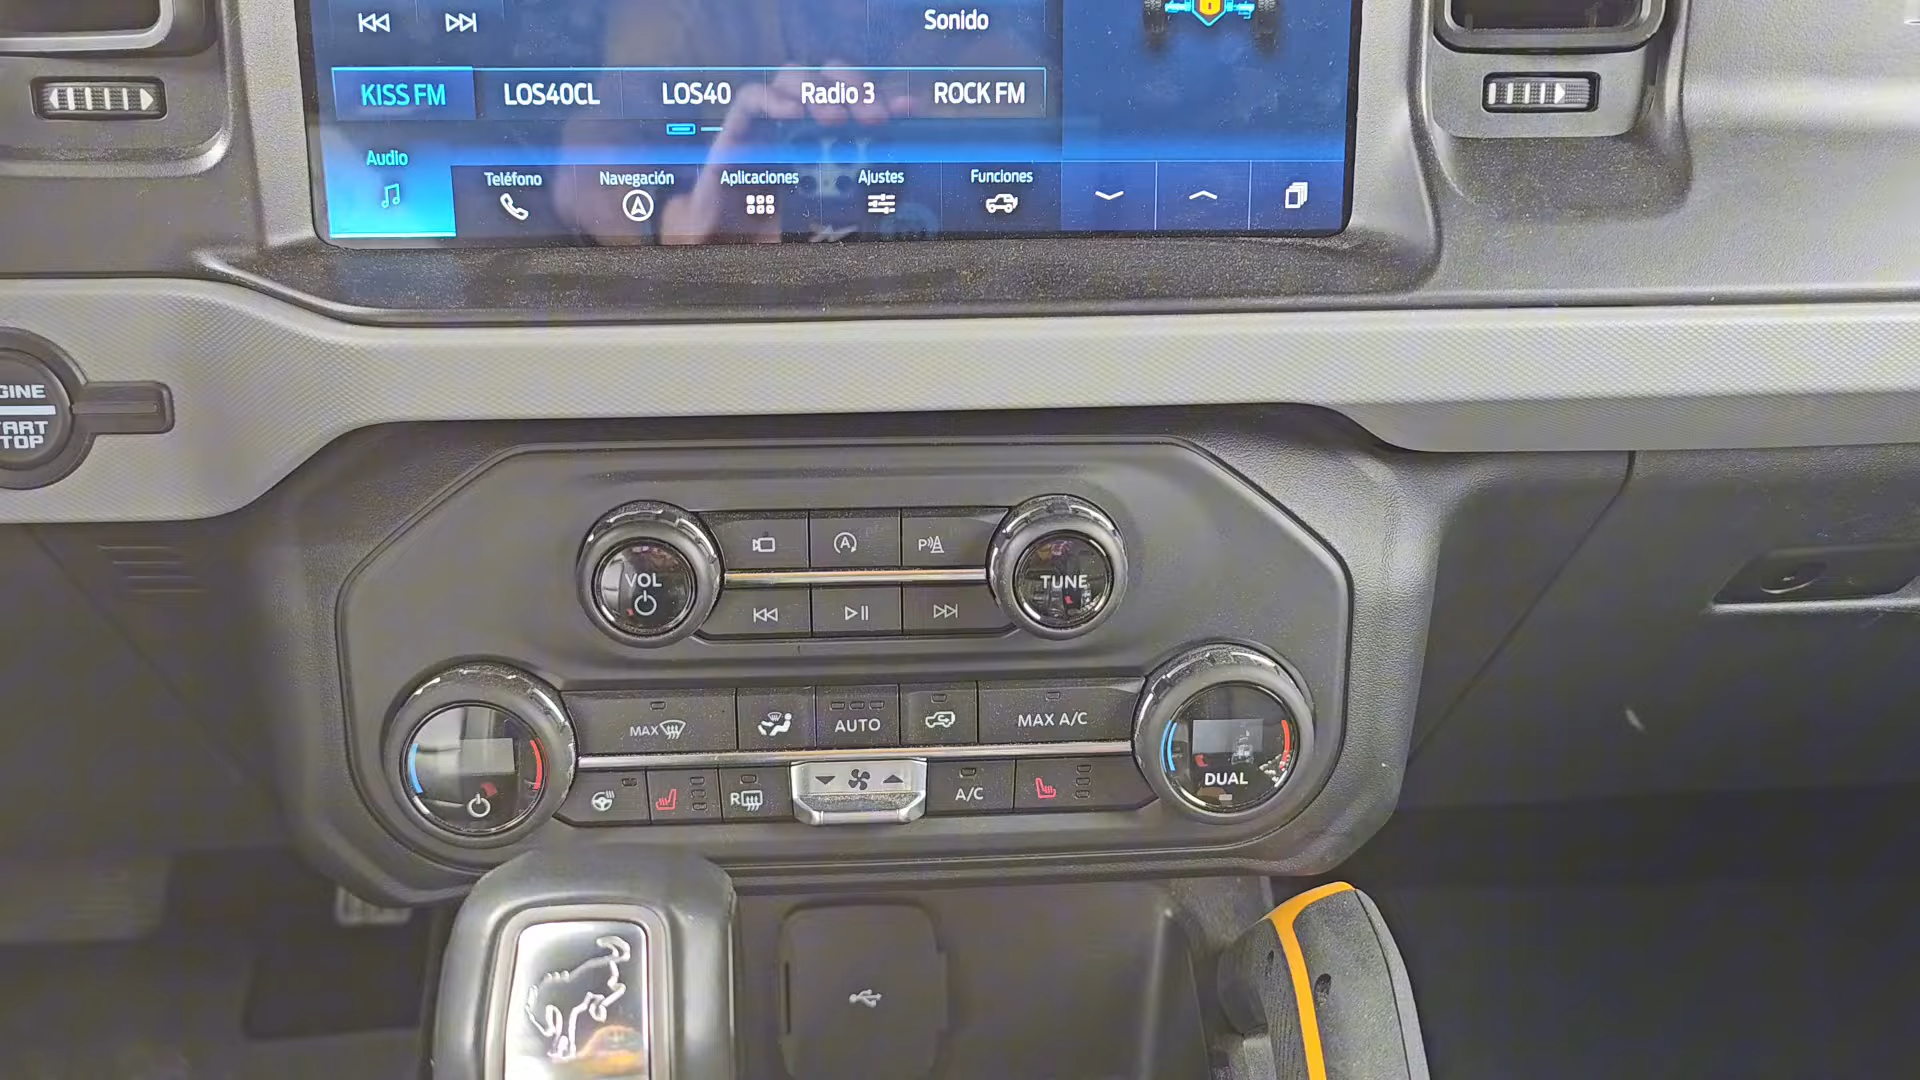 Sonido
KISS FM LOS40CL LOS40 Radio 3 ROCK FM
Audio Teléfono Navegación Aplicaciones Ajustes Funciones
GINE
TART
TOP
VOL
TUNE
MAX AUTO MAX A/C
R A/C
DUAL